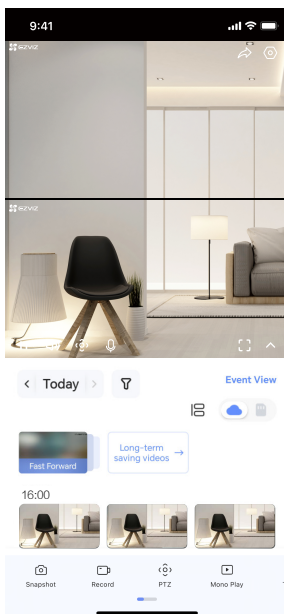 9:41
EZVIZ
EZVIZ
Today
Event View
Fast Forward
Long-term
saving videos →
16:00
Snapshot
Record
PTZ
Mono Play